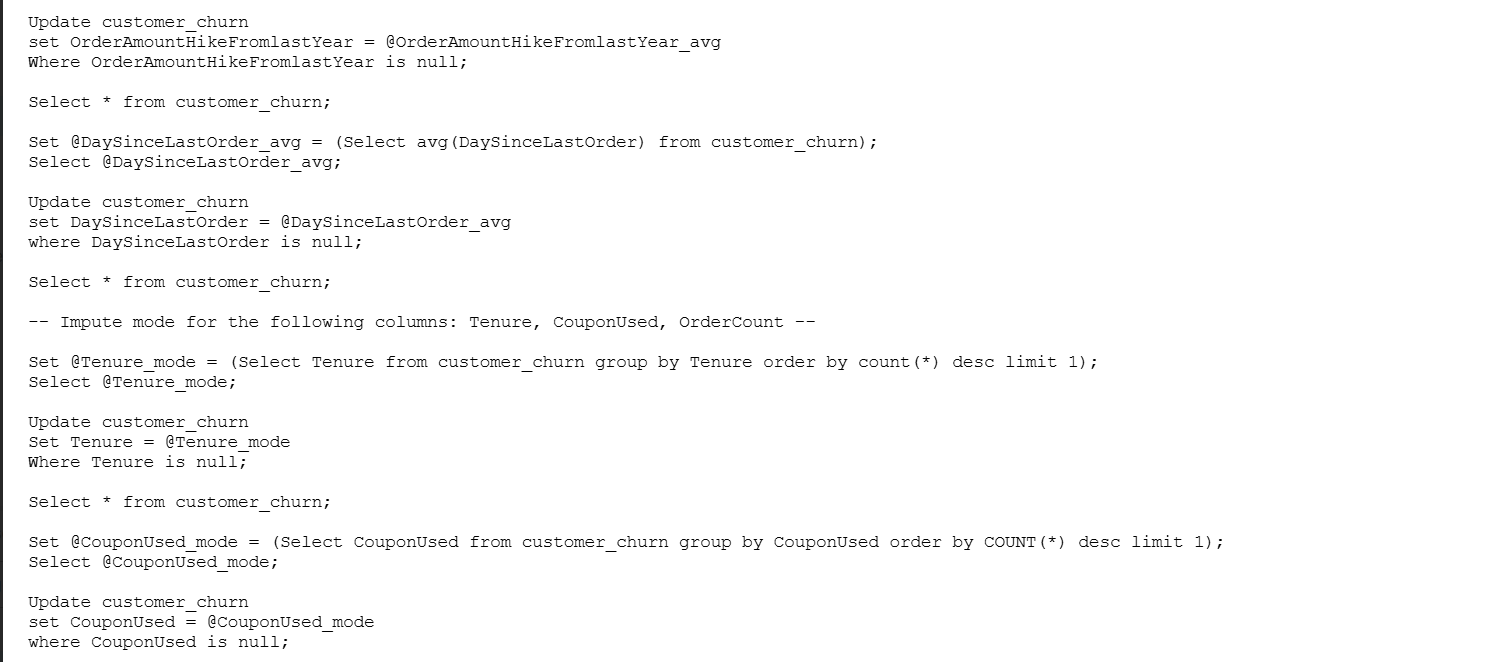 Update customer_churn
set OrderAmountHikeFromlastYear = @OrderAmountHikeFromlastYear_avg
Where OrderAmountHikeFromlastYear is null;
Select * from customer_churn;
Set @DaySinceLastOrder_avg = (Select avg(DaySinceLastOrder) from customer_churn);
Select @DaySinceLastOrder_avg;
Update customer_churn
set DaySinceLastOrder = @DaySinceLastOrder_avg
where DaySinceLastOrder is null;
Select * from customer_churn;
-- Impute mode for the following columns: Tenure, CouponUsed, OrderCount --
Set @Tenure_mode = (Select Tenure from customer_churn group by Tenure order by count(*) desc limit 1);
Select @Tenure_mode;
Update customer_churn
Set Tenure = @Tenure_mode
Where Tenure is null;
Select * from customer_churn;
Set @CouponUsed_mode = (Select CouponUsed from customer_churn group by CouponUsed order by COUNT(*) desc limit 1);
Select @CouponUsed_mode;
Update customer_churn
set CouponUsed = @CouponUsed_mode
where CouponUsed is null;